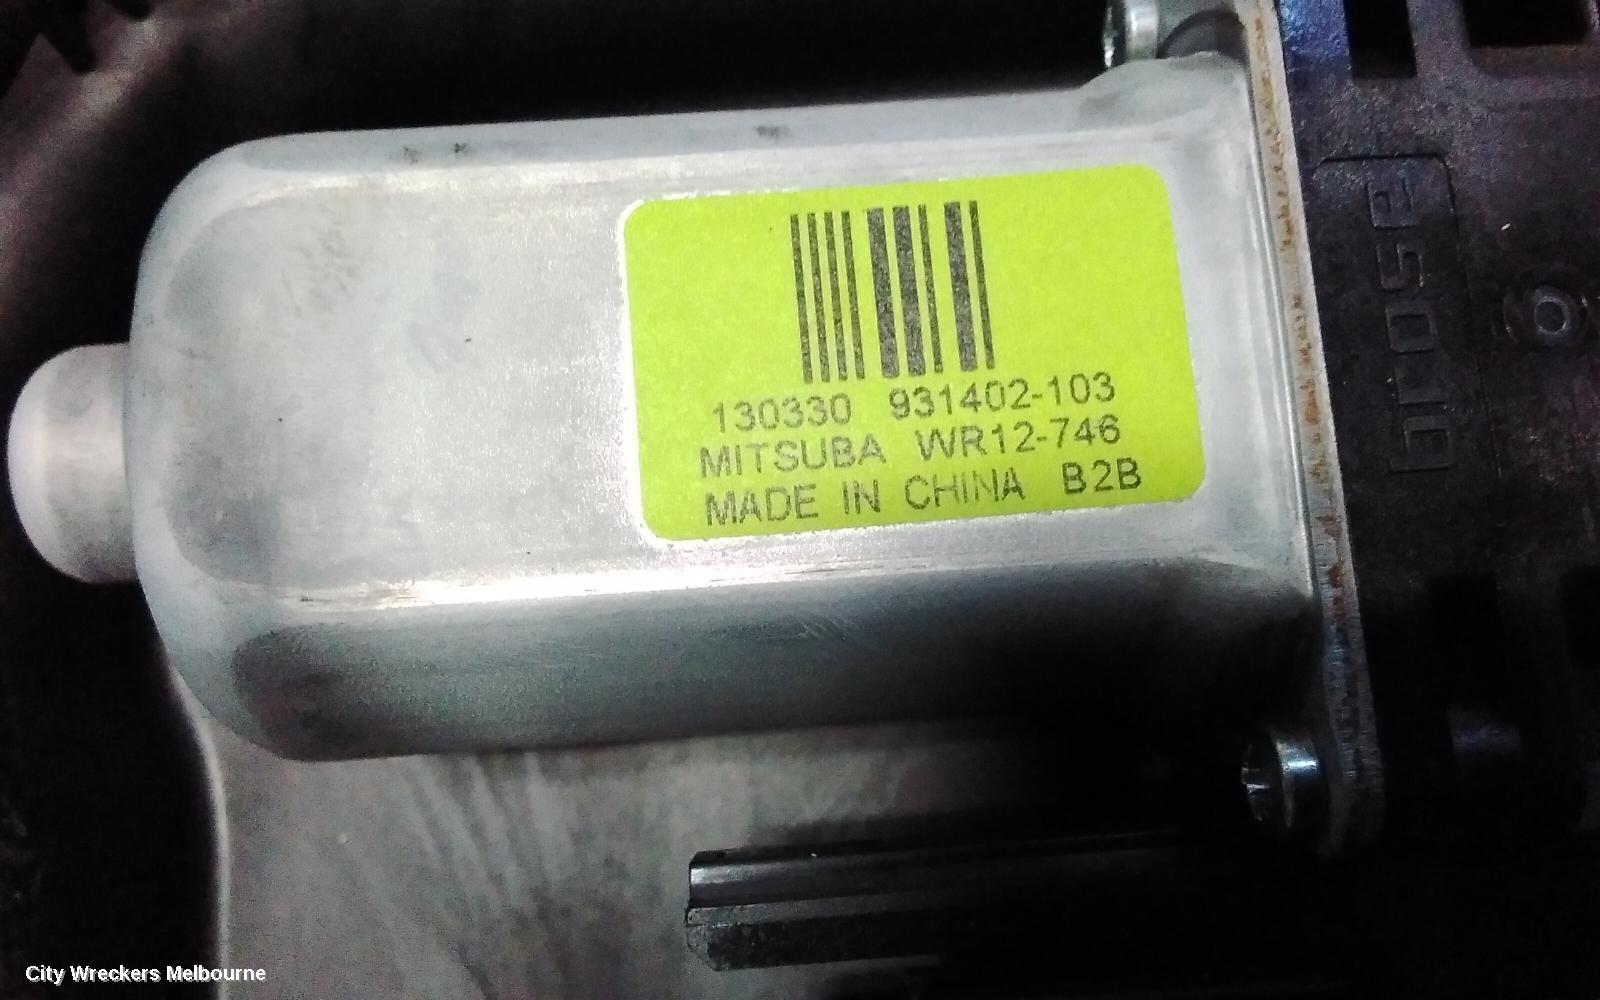 130330 931402-103
MITSUBA WR12-746
MADE IN CHINA B2B
brose
City Wreckers Melbourne